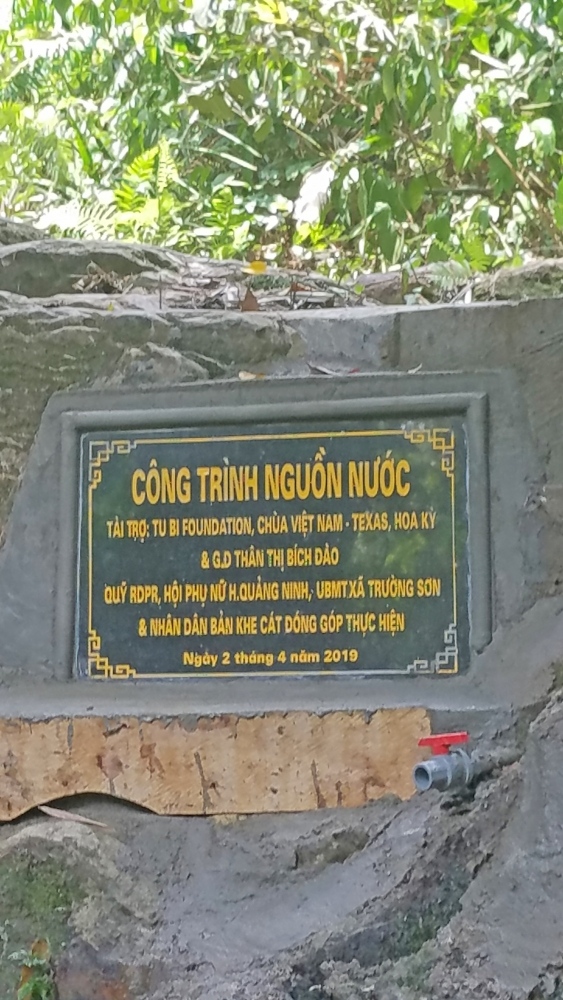 CÔNG TRÌNH NGUỒN NƯỚC
TÀI TRỢ: TU BI FOUNDATION, CHÙA VIỆT NAM - TEXAS, HOA KỲ
& G.Đ THÂN THỊ BÍCH ĐÀO
QUỸ RDPR, HỘI PHỤ NỮ H.QUẢNG NINH, UBMT.XÃ TRƯỜNG SƠN
& NHÂN DÂN BẢN KHE CÁT ĐÓNG GÓP THỰC HIỆN
Ngày 2 tháng 4 năm 2019